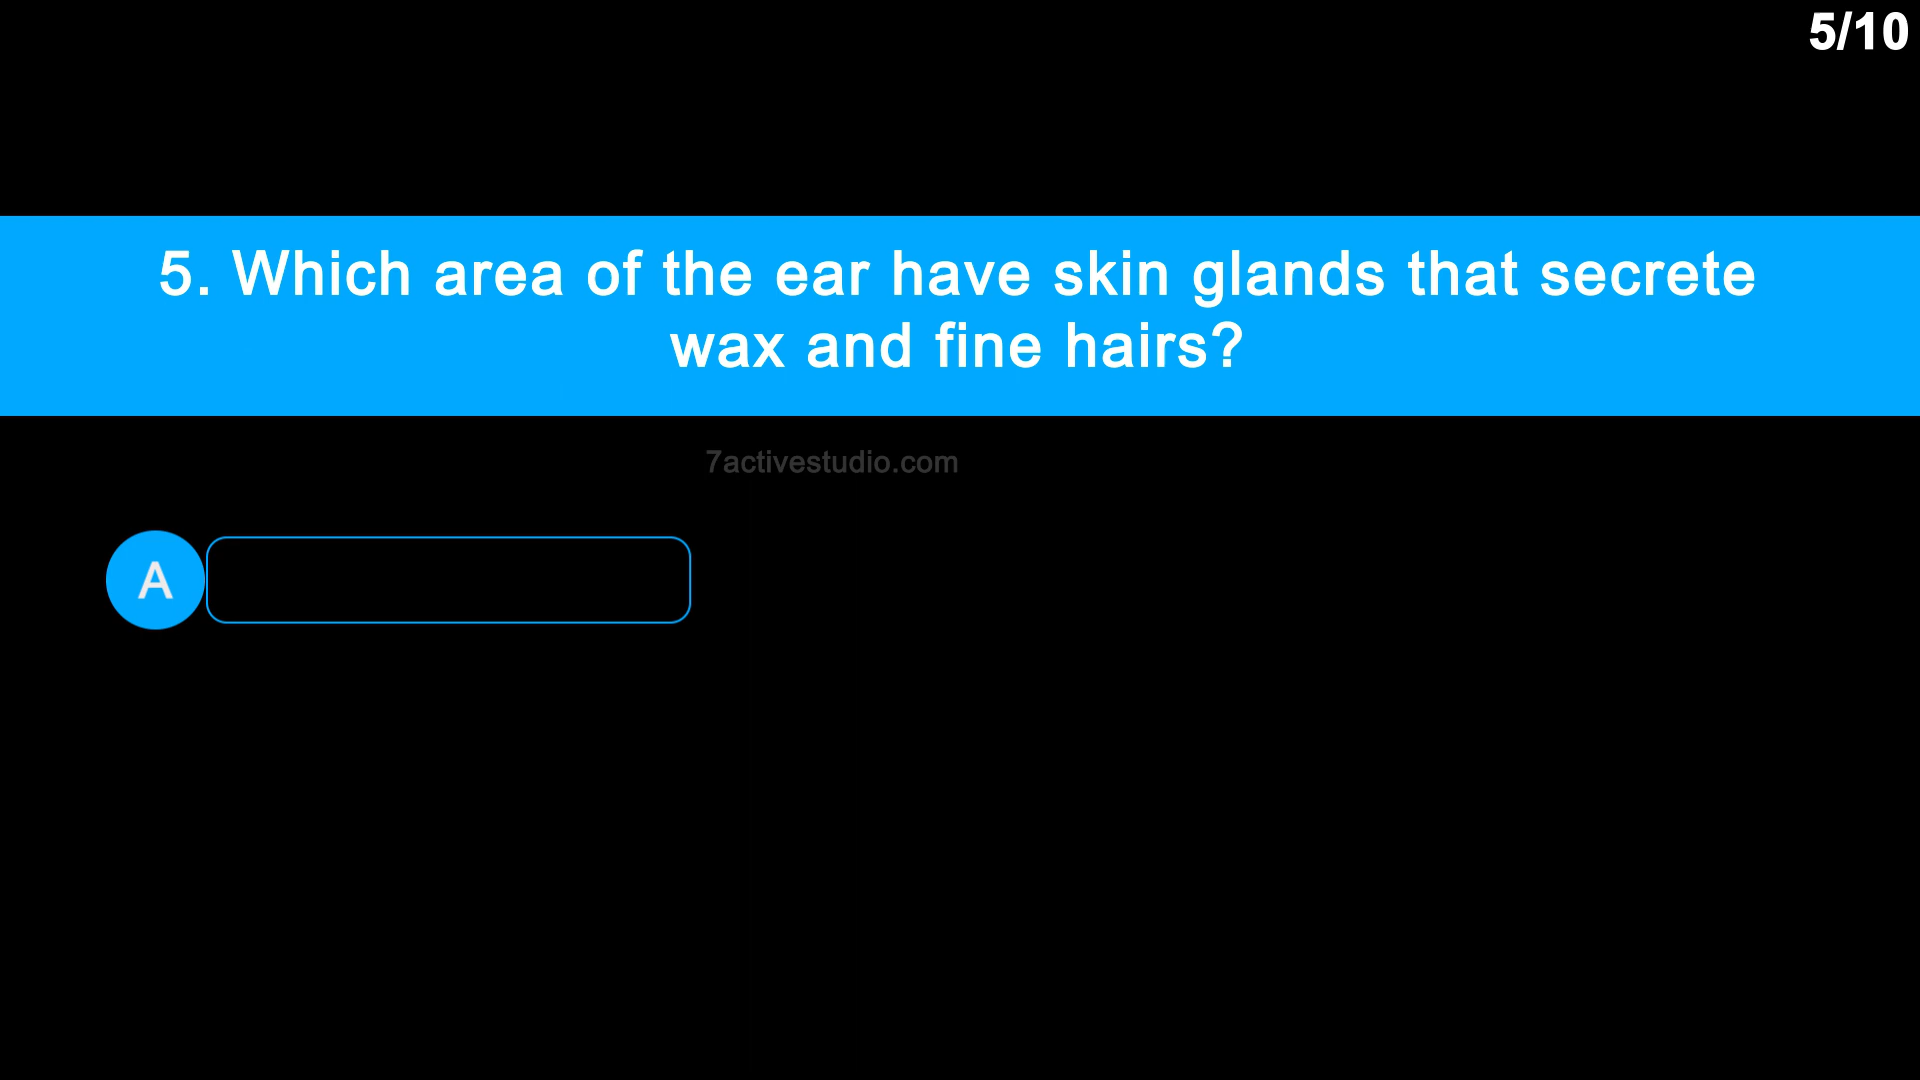 5/10
5. Which area of the ear have skin glands that secrete
wax and fine hairs?
7activestudio.com
A